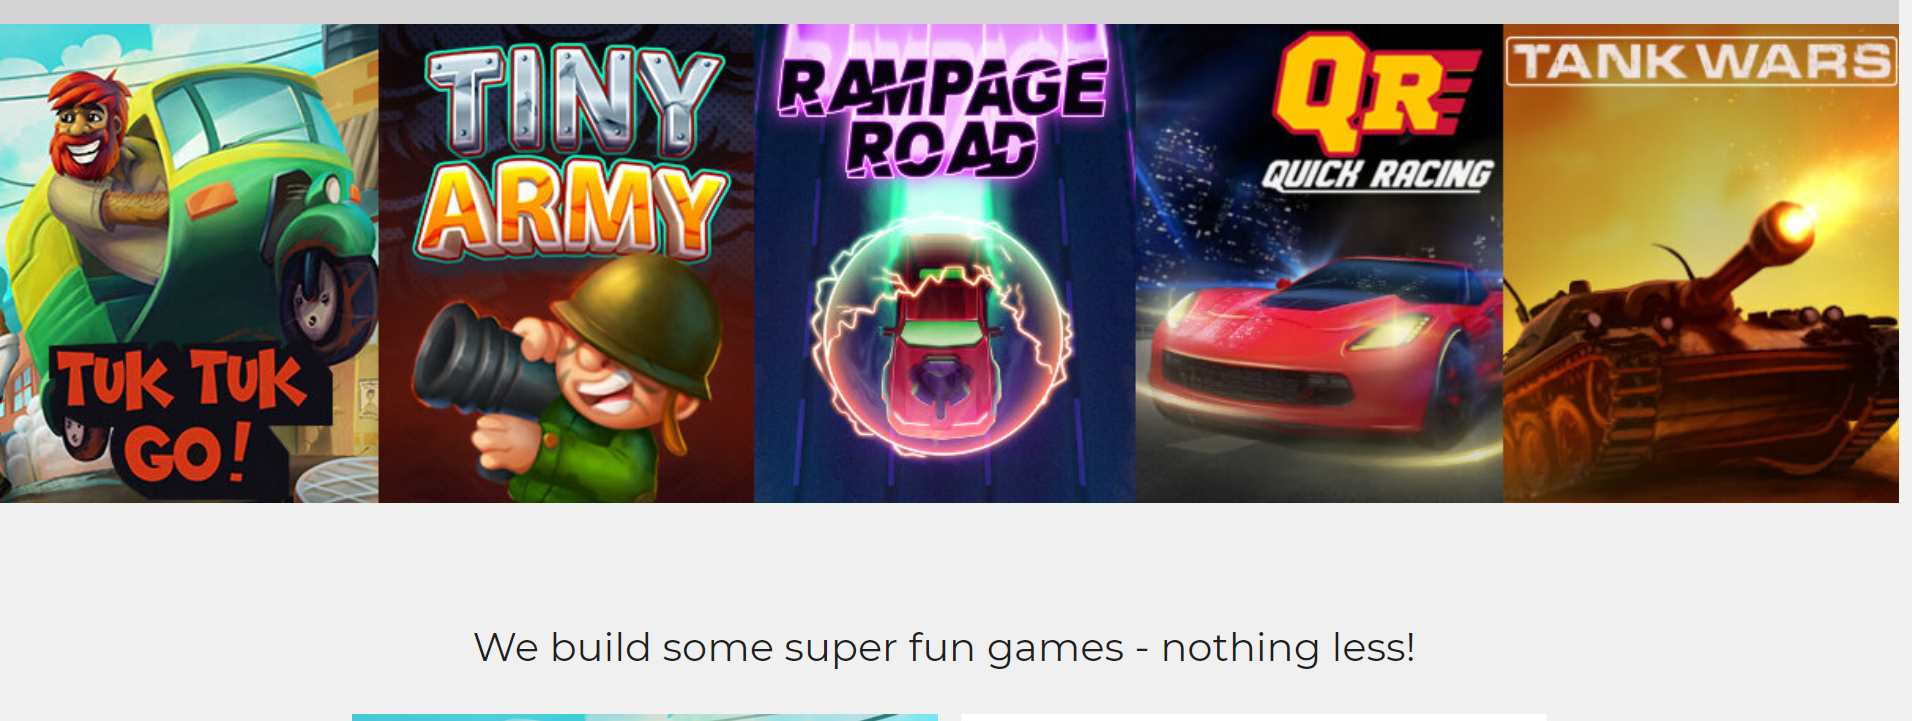 TUK TUK
GO!
TINY
ARMY
RAMPAGE
ROAD
QR
QUICK RACING
TANK WARS
We build some super fun games - nothing less!